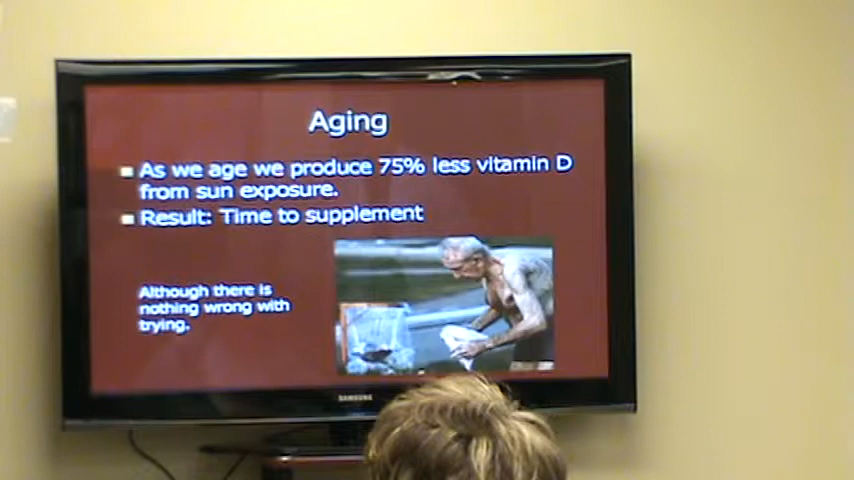 Aging
As we age we produce 75% less vitamin D
from sun exposure.
Result: Time to supplement
Although there is
nothing wrong with
trying.
SAMSUNG